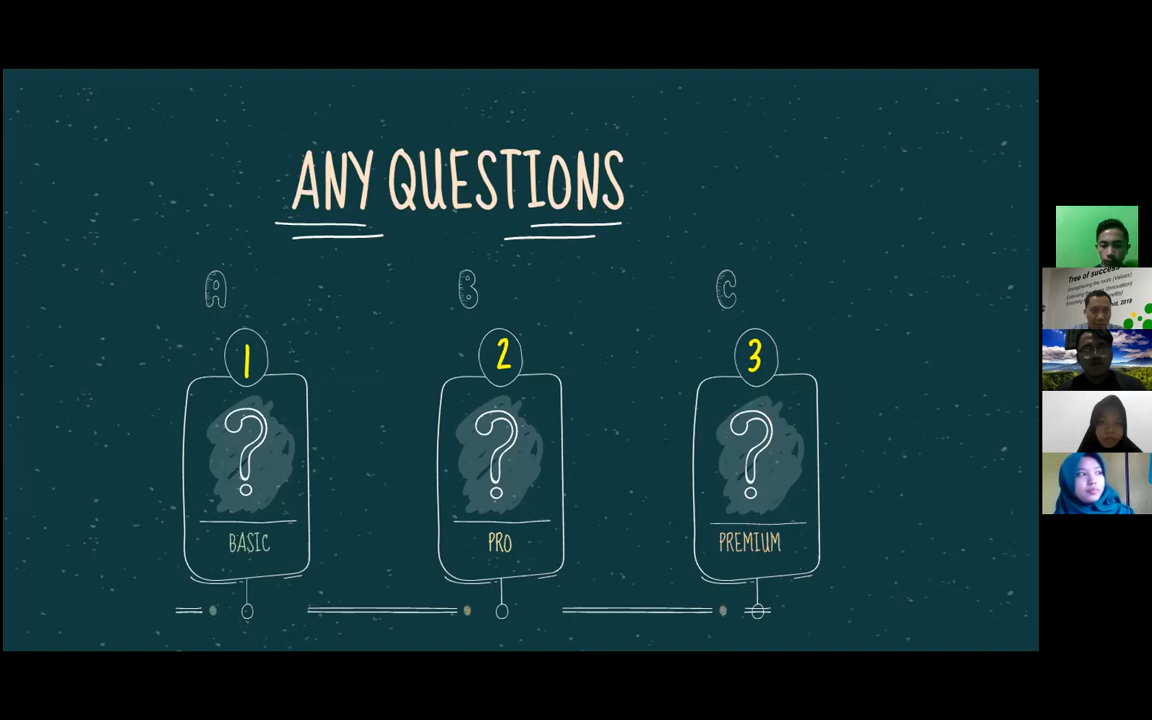 ANY QUESTIONS
A B C
1 2 3
? ? ?
BASIC PRO PREMIUM
Tree of success